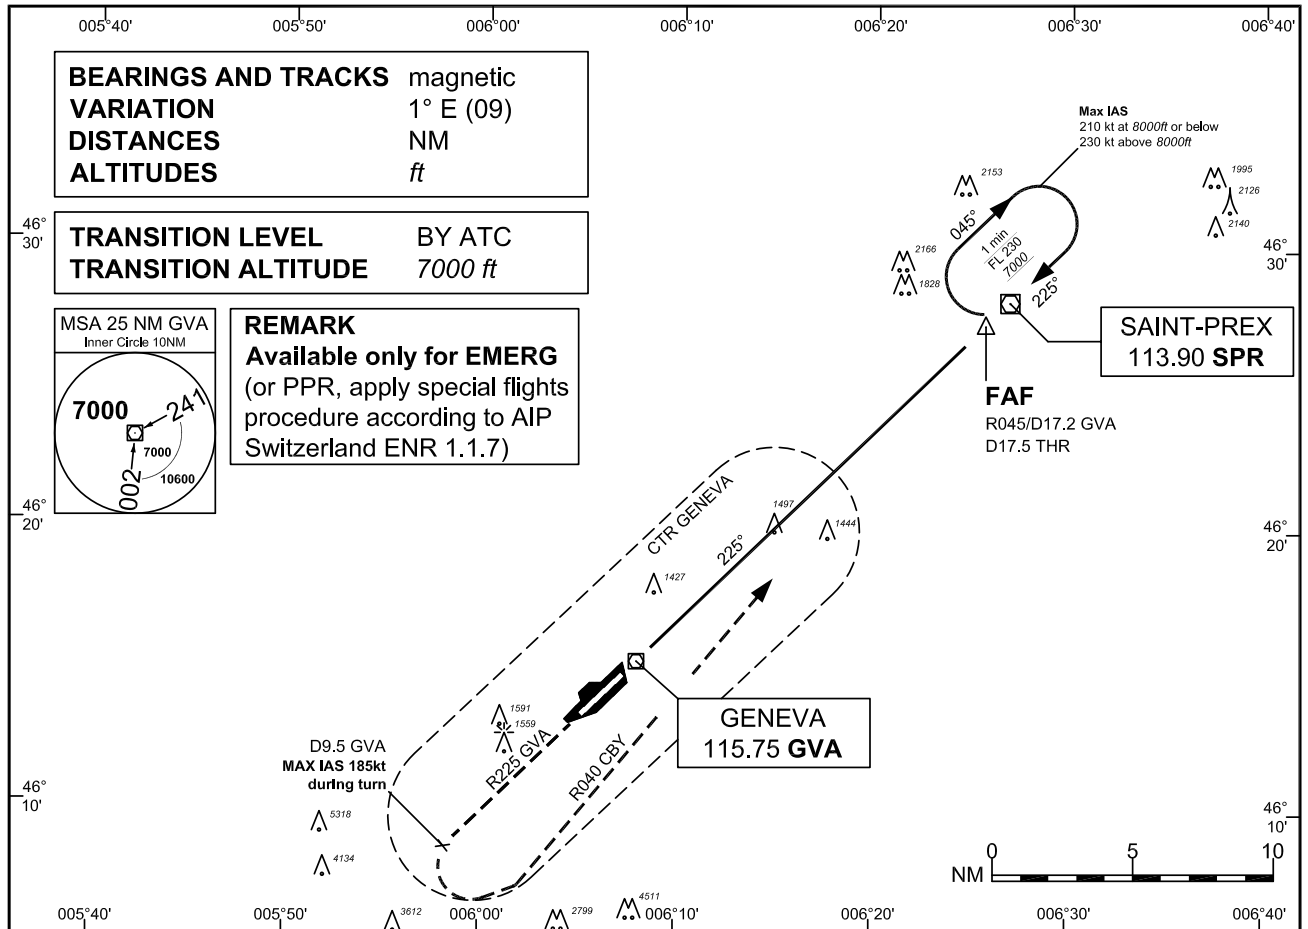 005°40'
005°50'
006°00'
006°10'
006°20'
006°30'
006°40'
BEARINGS AND TRACKS magnetic
VARIATION 1° E (09)
DISTANCES NM
ALTITUDES ft
TRANSITION LEVEL BY ATC
TRANSITION ALTITUDE 7000 ft
46°
30'
46°
30'
Max IAS
210 kt at 8000ft or below
230 kt above 8000ft
2153
1995
2126
2140
2166
1828
045°
1 min
FL 230
7000
225°
MSA 25 NM GVA
Inner Circle 10NM
7000
241
7000
10600
002
REMARK
Available only for EMERG
(or PPR, apply special flights
procedure according to AIP
Switzerland ENR 1.1.7)
SAINT-PREX
113.90 SPR
FAF
R045/D17.2 GVA
D17.5 THR
46°
20'
46°
20'
CTR GENEVA
225°
1497
1444
1427
1591
1559
GENEVA
115.75 GVA
D9.5 GVA
MAX IAS 185kt
during turn
R225 GVA
R040 CBY
46°
10'
46°
10'
5318
4134
3612
2799
4511
NM
0
5
10
005°40'
005°50'
006°00'
006°10'
006°20'
006°30'
006°40'